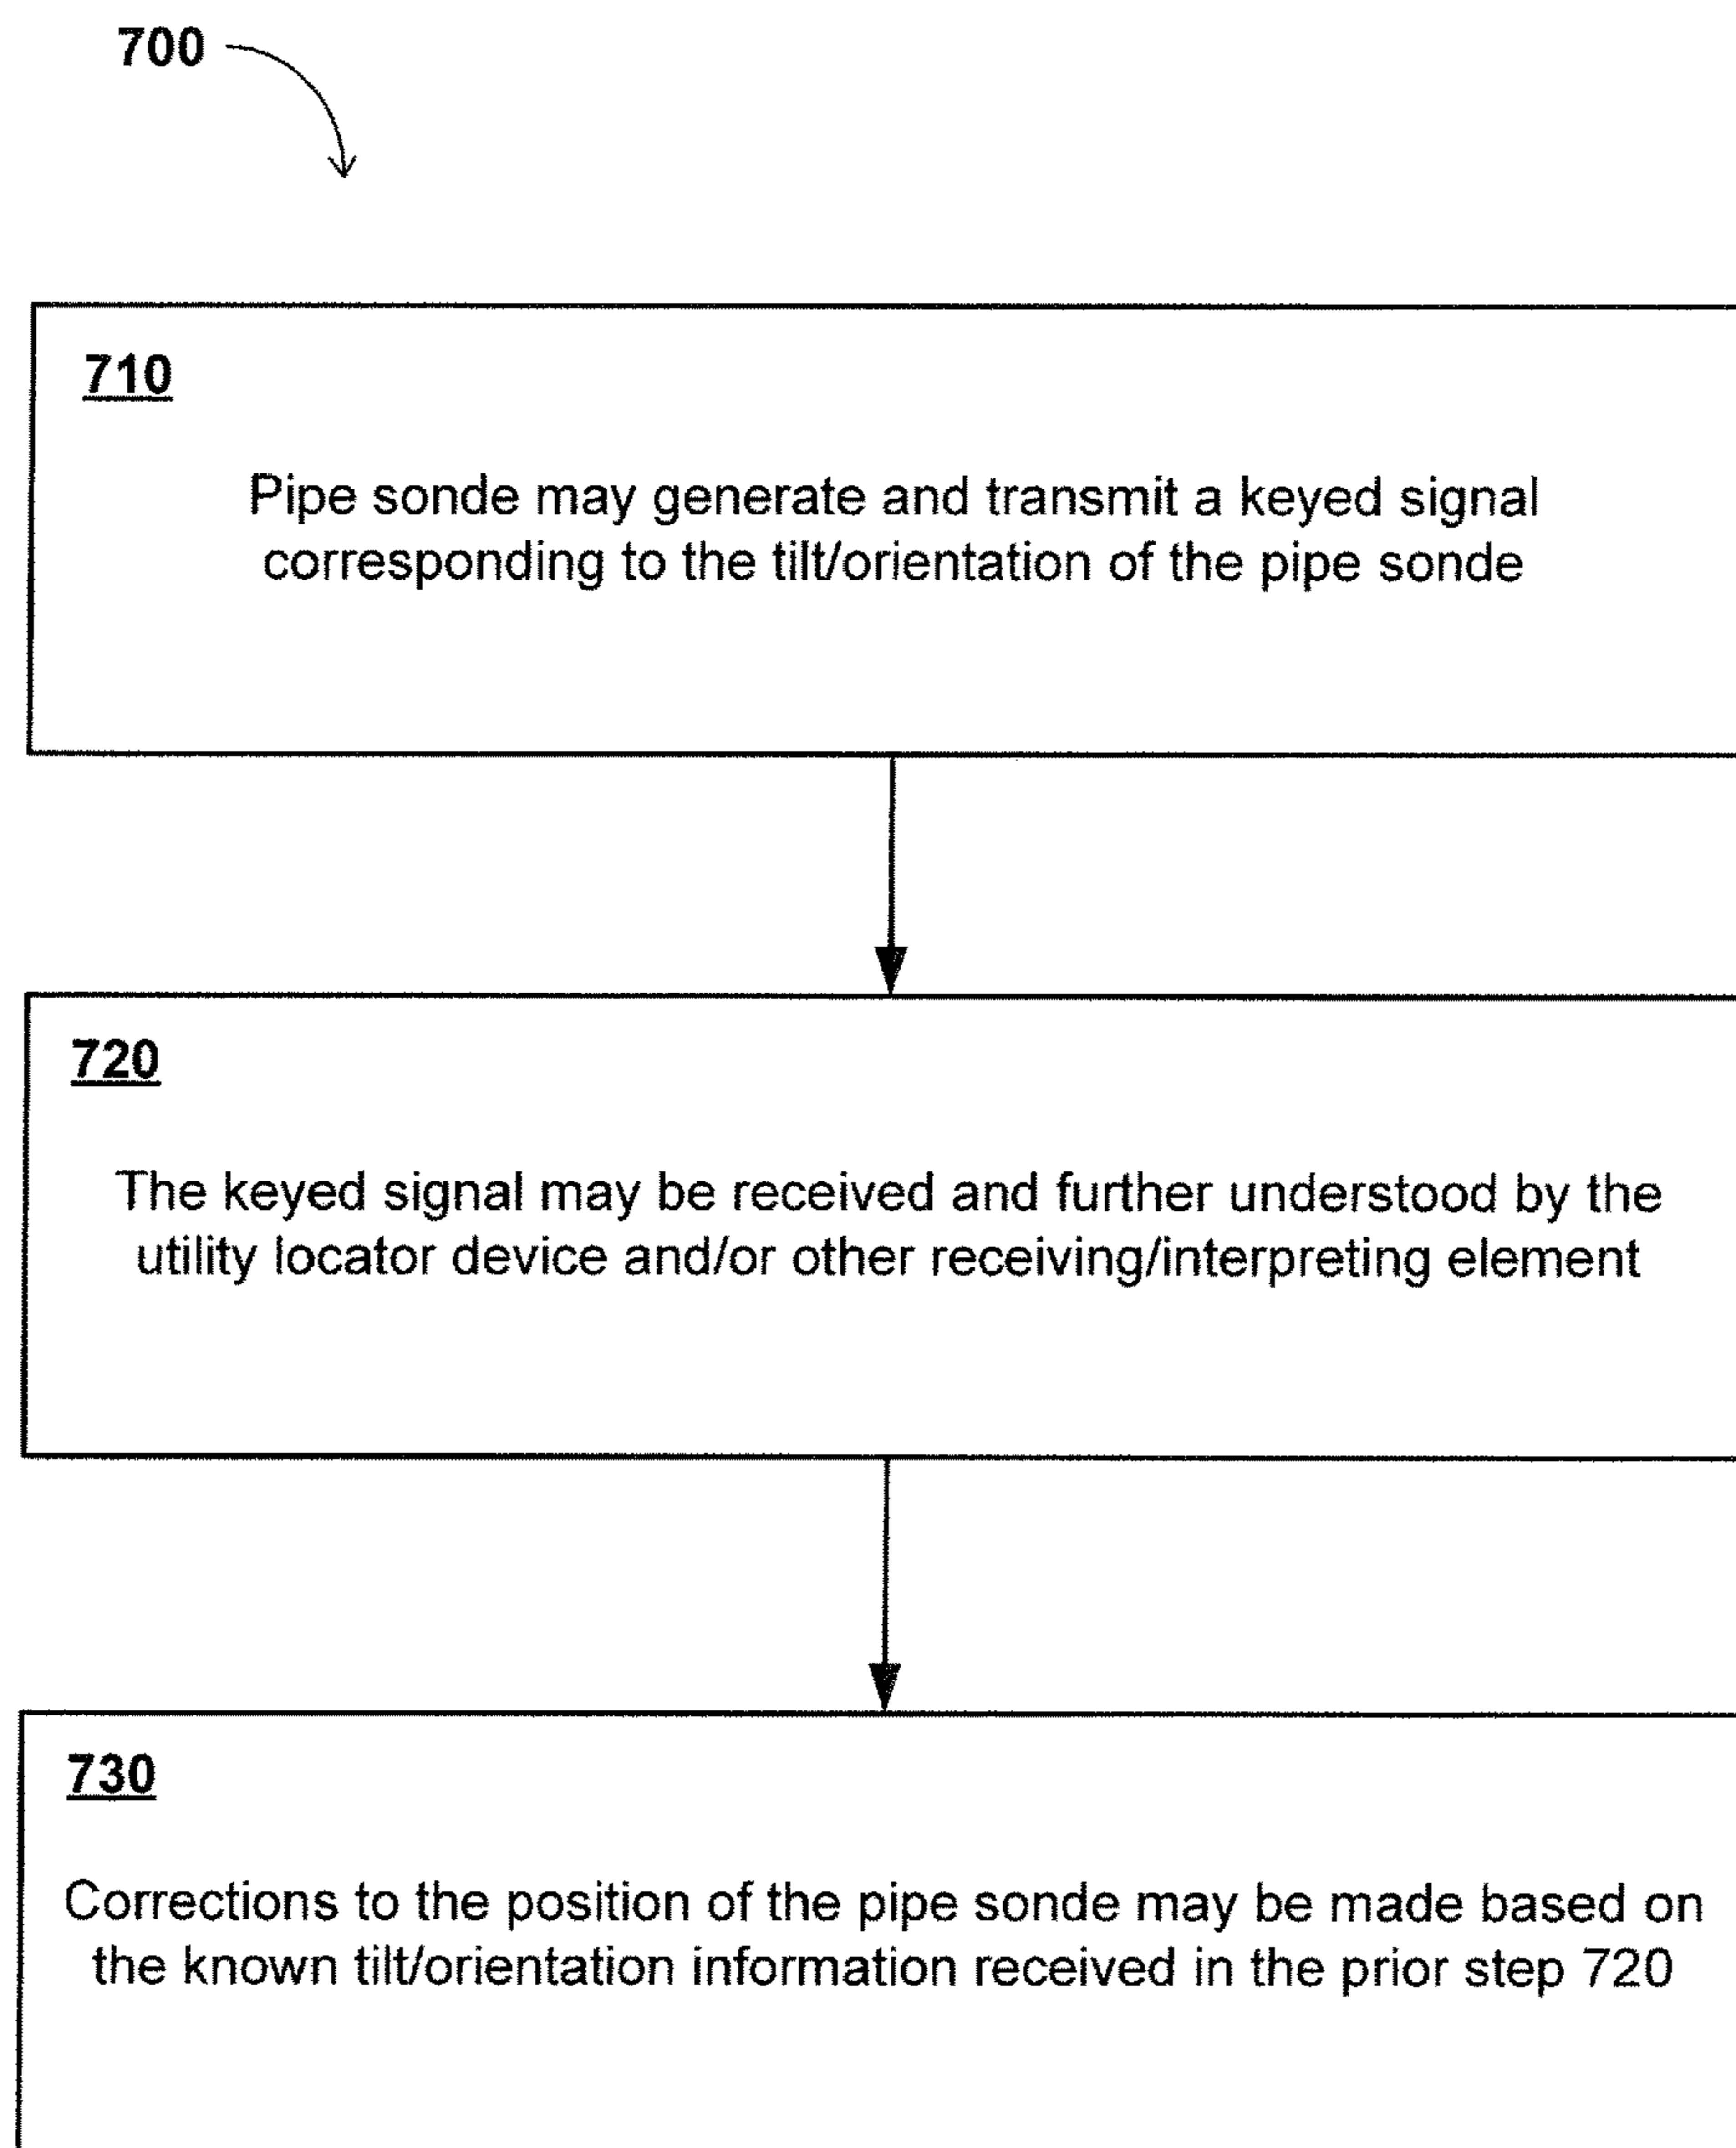 700
710
Pipe sonde may generate and transmit a keyed signal
corresponding to the tilt/orientation of the pipe sonde
720
The keyed signal may be received and further understood by the
utility locator device and/or other receiving/interpreting element
730
Corrections to the position of the pipe sonde may be made based on
the known tilt/orientation information received in the prior step 720